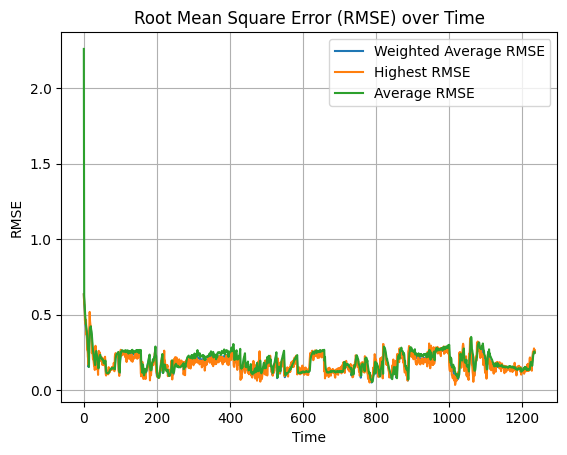 Root Mean Square Error (RMSE) over Time
Weighted Average RMSE
Highest RMSE
Average RMSE
RMSE
2.0
1.5
1.0
0.5
0.0
0 200 400 600 800 1000 1200
Time